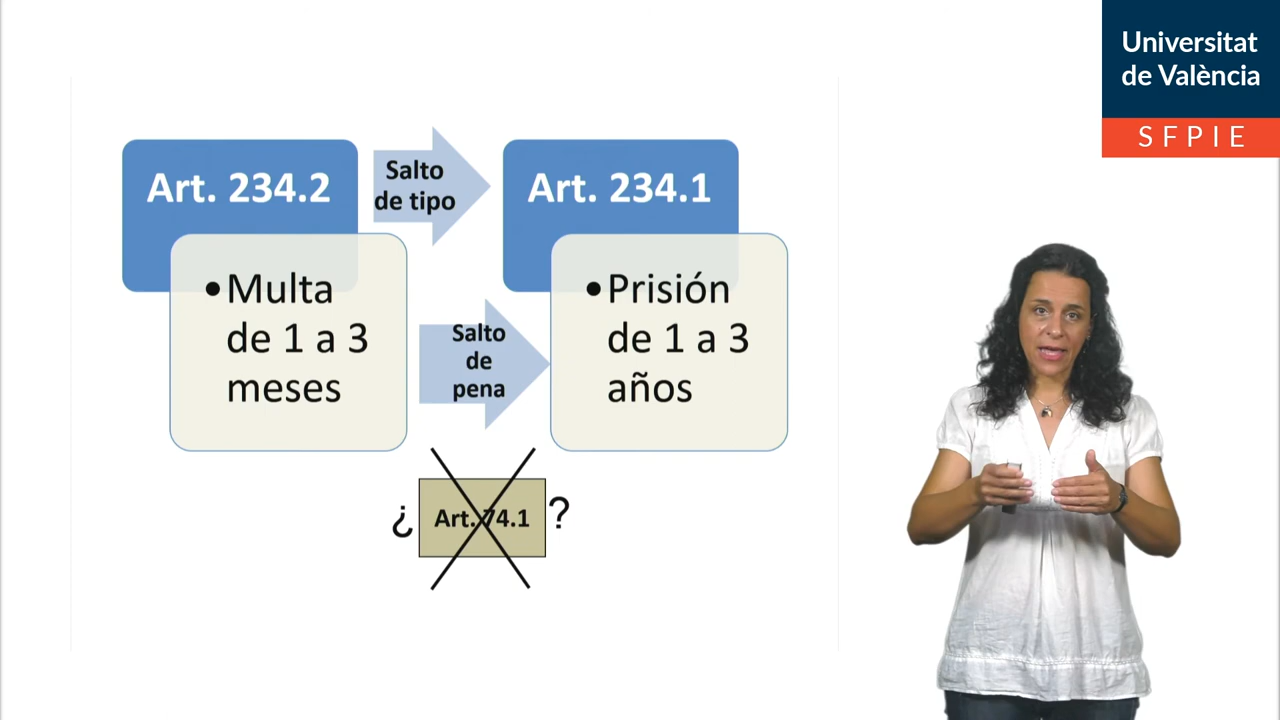 Universitat
de València
SFPIE
Art. 234.2
Salto
de tipo
Art. 234.1
•Multa
de 1 a 3
meses
Salto
de
pena
•Prisión
de 1 a 3
años
¿ Art. 74.1 ?